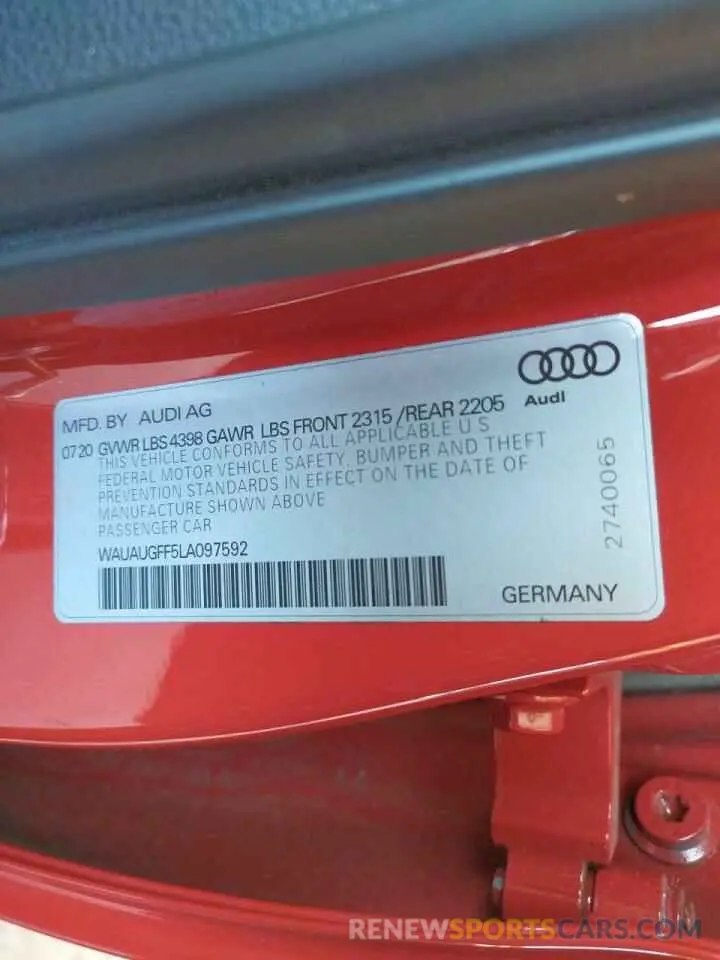 MFD. BY AUDI AG
Audi
07 20 GVWR LBS 4398 GAWR LBS FRONT 2315 /REAR 2205
THIS VEHICLE CONFORMS TO ALL APPLICABLE U S
FEDERAL MOTOR VEHICLE SAFETY, BUMPER AND THEFT
PREVENTION STANDARDS IN EFFECT ON THE DATE OF
MANUFACTURE SHOWN ABOVE
PASSENGER CAR
WAUAUGFF5LA097592
GERMANY
2740065
RENEWSPORTSCARS.COM